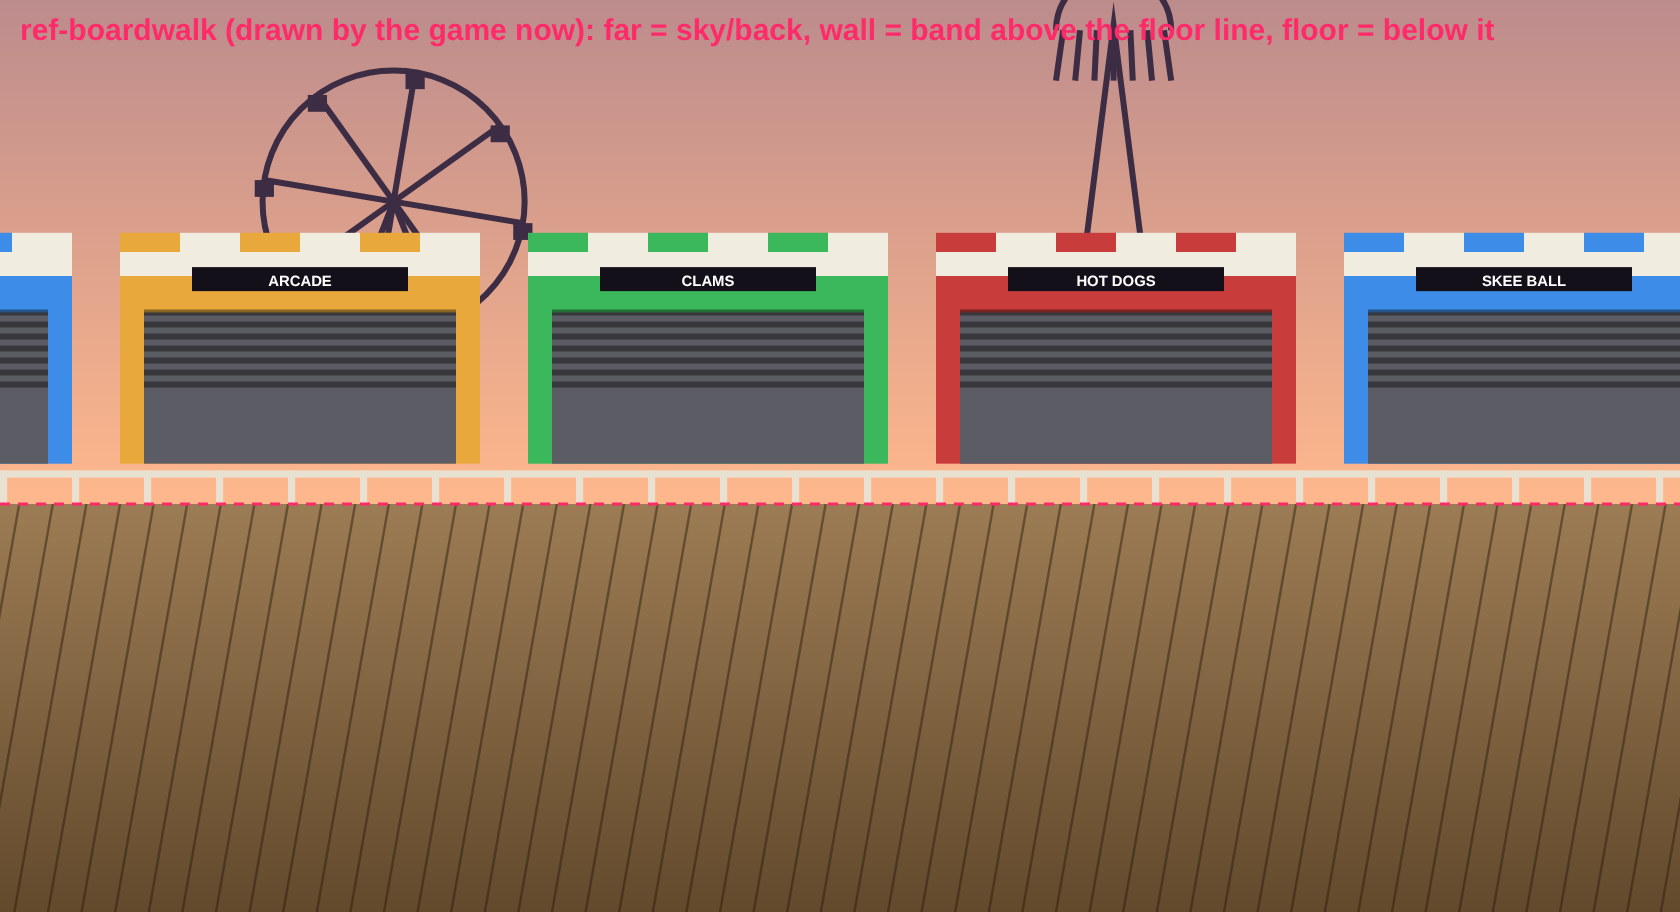 ref-boardwalk (drawn by the game now): far = sky/back, wall = band above the floor line, floor = below it
ARCADE
CLAMS
HOT DOGS
SKEE BALL